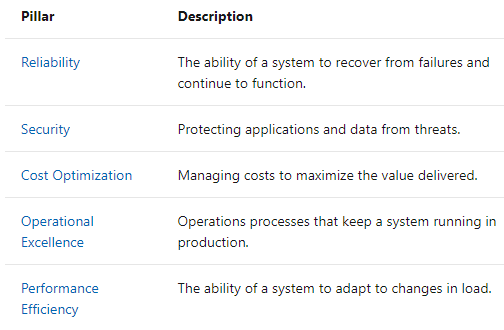 Pillar Description
Reliability The ability of a system to recover from failures and
continue to function.
Security Protecting applications and data from threats.
Cost Optimization Managing costs to maximize the value delivered.
Operational Operations processes that keep a system running in
Excellence production.
Performance The ability of a system to adapt to changes in load.
Efficiency